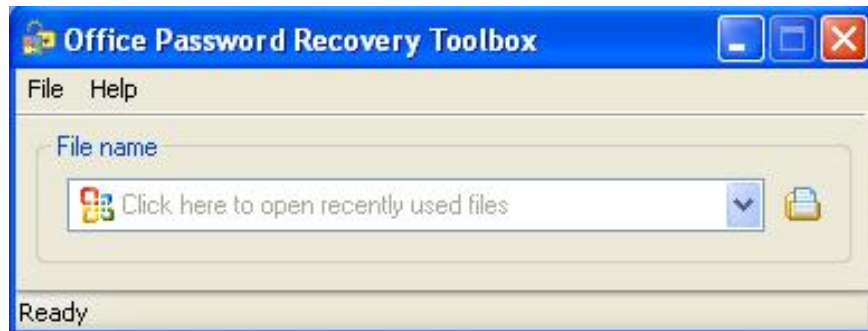 Office Password Recovery Toolbox
File Help
File name
Click here to open recently used files
Ready